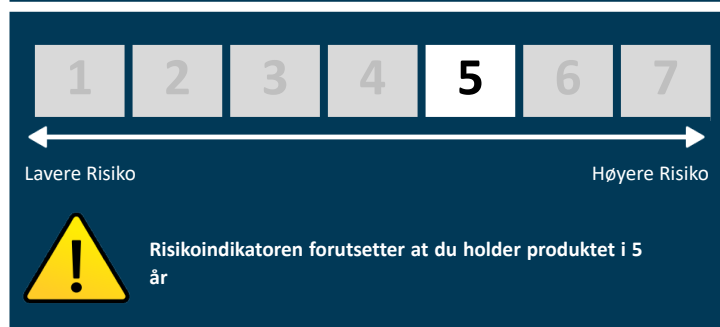 1 2 3 4 5 6 7
Lavere Risiko Høyere Risiko
Risikoindikatoren forutsetter at du holder produktet i 5
år